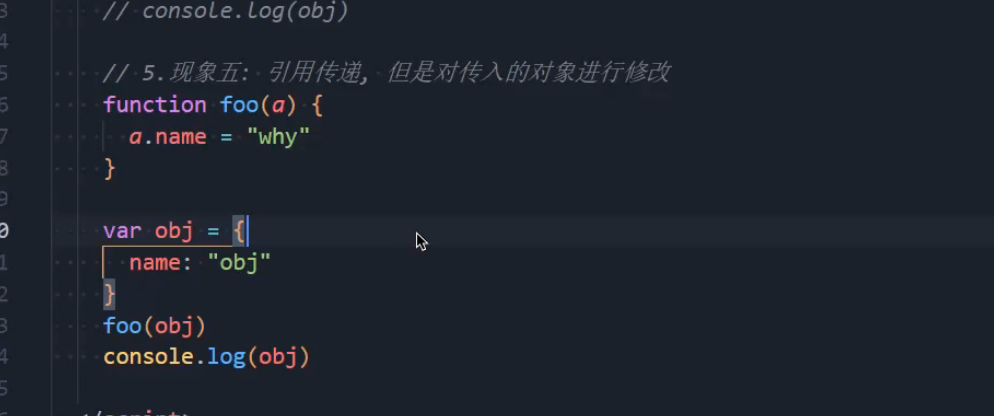 3 // console.log(obj)
4
5 // 5.现象五: 引用传递, 但是对传入的对象进行修改
6 function foo(a) {
7 a.name = "why"
8 }
9
0 var obj = {
1 name: "obj"
2 }
3 foo(obj)
4 console.log(obj)
5
6 </script>